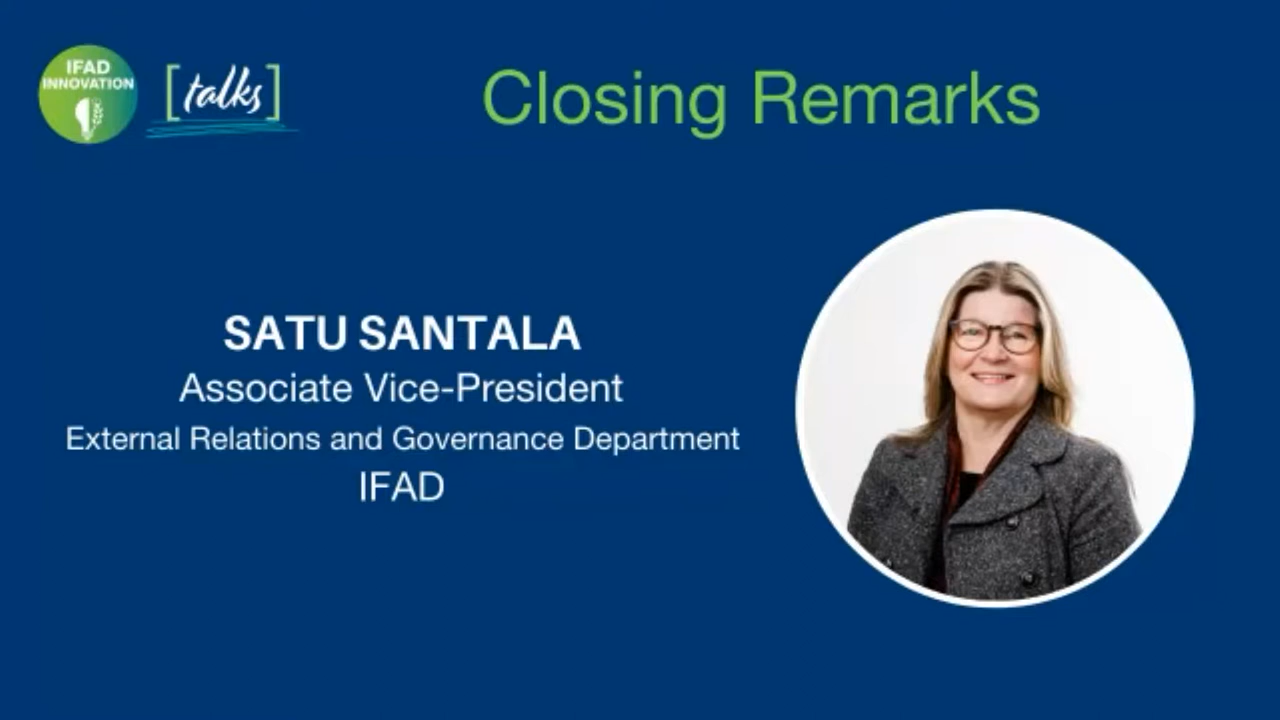 IFAD
INNOVATION
[talks]
Closing Remarks
SATU SANTALA
Associate Vice-President
External Relations and Governance Department
IFAD